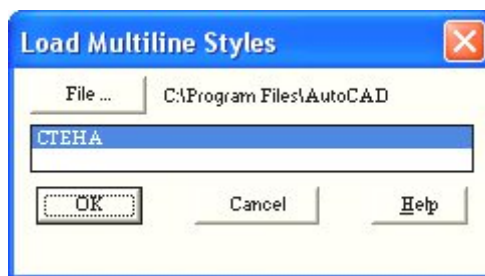 Load Multiline Styles
File ... C:\Program Files\AutoCAD
СТЕНА
OK Cancel Help